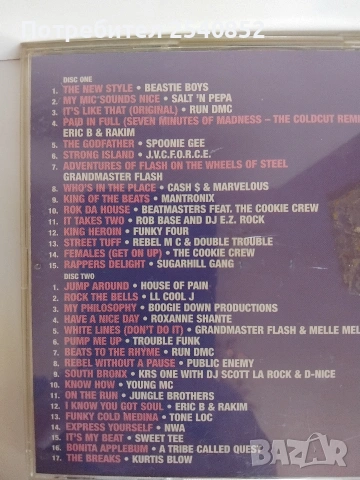 Потребител 2340852
DISC ONE
1. THE NEW STYLE • BEASTIE BOYS
2. MY MIC SOUNDS NICE • SALT 'N PEPA
3. IT'S LIKE THAT (ORIGINAL) • RUN DMC
4. PAID IN FULL (SEVEN MINUTES OF MADNESS – THE COLDCUT REMI
ERIC B & RAKIM
5. THE GODFATHER • SPOONIE GEE
6. STRONG ISLAND • J.V.C.F.O.R.C.E.
7. ADVENTURES OF FLASH ON THE WHEELS OF STEEL
GRANDMASTER FLASH
8. WHO'S IN THE PLACE • CASH $ & MARVELOUS
9. KING OF THE BEATS • MANTRONIX
10. ROK DA HOUSE • BEATMASTERS FEAT. THE COOKIE CREW
11. IT TAKES TWO • ROB BASE AND DJ E.Z. ROCK
12. KING HEROIN • FUNKY FOUR
13. STREET TUFF • REBEL M C & DOUBLE TROUBLE
14. FEMALES (GET ON UP) • THE COOKIE CREW
15. RAPPERS DELIGHT • SUGARHILL GANG
DISC TWO
1. JUMP AROUND • HOUSE OF PAIN
2. ROCK THE BELLS • LL COOL J
3. MY PHILOSOPHY • BOOGIE DOWN PRODUCTIONS
4. HAVE A NICE DAY • ROXANNE SHANTE
5. WHITE LINES (DON'T DO IT) • GRANDMASTER FLASH & MELLE MEL
6. PUMP ME UP • TROUBLE FUNK
7. BEATS TO THE RHYME • RUN DMC
8. REBEL WITHOUT A PAUSE • PUBLIC ENEMY
9. SOUTH BRONX • KRS ONE WITH DJ SCOTT LA ROCK & D-NICE
10. KNOW HOW • YOUNG MC
11. ON THE RUN • JUNGLE BROTHERS
12. I KNOW YOU GOT SOUL • ERIC B & RAKIM
13. FUNKY COLD MEDINA • TONE LOC
14. EXPRESS YOURSELF • NWA
15. IT'S MY BEAT • SWEET TEE
16. BONITA APPLEBUM • A TRIBE CALLED QUEST
17. THE BREAKS • KURTIS BLOW
BAZAR